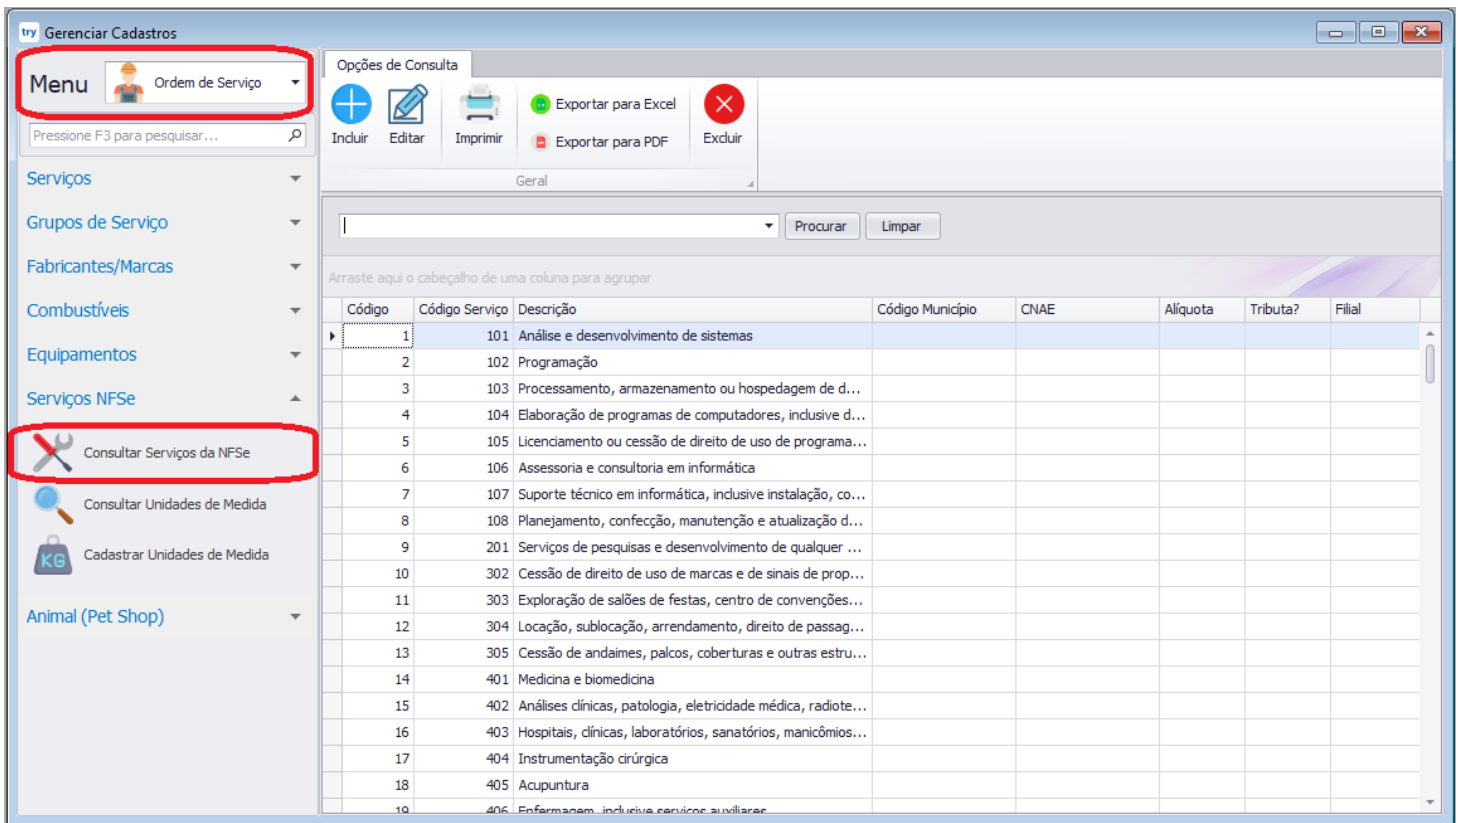 try Gerenciar Cadastros
Menu
Ordem de Serviço
Pressione F3 para pesquisar...
Serviços
Grupos de Serviço
Fabricantes/Marcas
Combustíveis
Equipamentos
Serviços NFSe
Consultar Serviços da NFSe
Consultar Unidades de Medida
KG Cadastrar Unidades de Medida
Animal (Pet Shop)
Opções de Consulta
Incluir Editar Imprimir Exportar para Excel Exportar para PDF Excluir
Geral
Procurar Limpar
Arraste aqui o cabeçalho de uma coluna para agrupar
Código Código Serviço Descrição Código Município CNAE Alíquota Tributa? Filial
1 101 Análise e desenvolvimento de sistemas
2 102 Programação
3 103 Processamento, armazenamento ou hospedagem de d...
4 104 Elaboração de programas de computadores, inclusive d...
5 105 Licenciamento ou cessão de direito de uso de programa...
6 106 Assessoria e consultoria em informática
7 107 Suporte técnico em informática, inclusive instalação, co...
8 108 Planejamento, confecção, manutenção e atualização d...
9 201 Serviços de pesquisas e desenvolvimento de qualquer ...
10 302 Cessão de direito de uso de marcas e de sinais de prop...
11 303 Exploração de salões de festas, centro de convenções...
12 304 Locação, sublocação, arrendamento, direito de passag...
13 305 Cessão de andaimes, palcos, coberturas e outras estru...
14 401 Medicina e biomedicina
15 402 Análises clínicas, patologia, eletricidade médica, radiote...
16 403 Hospitais, clínicas, laboratórios, sanatórios, manicômios...
17 404 Instrumentação cirúrgica
18 405 Acupuntura
19 406 Enfermagem, inclusive serviços auxiliares